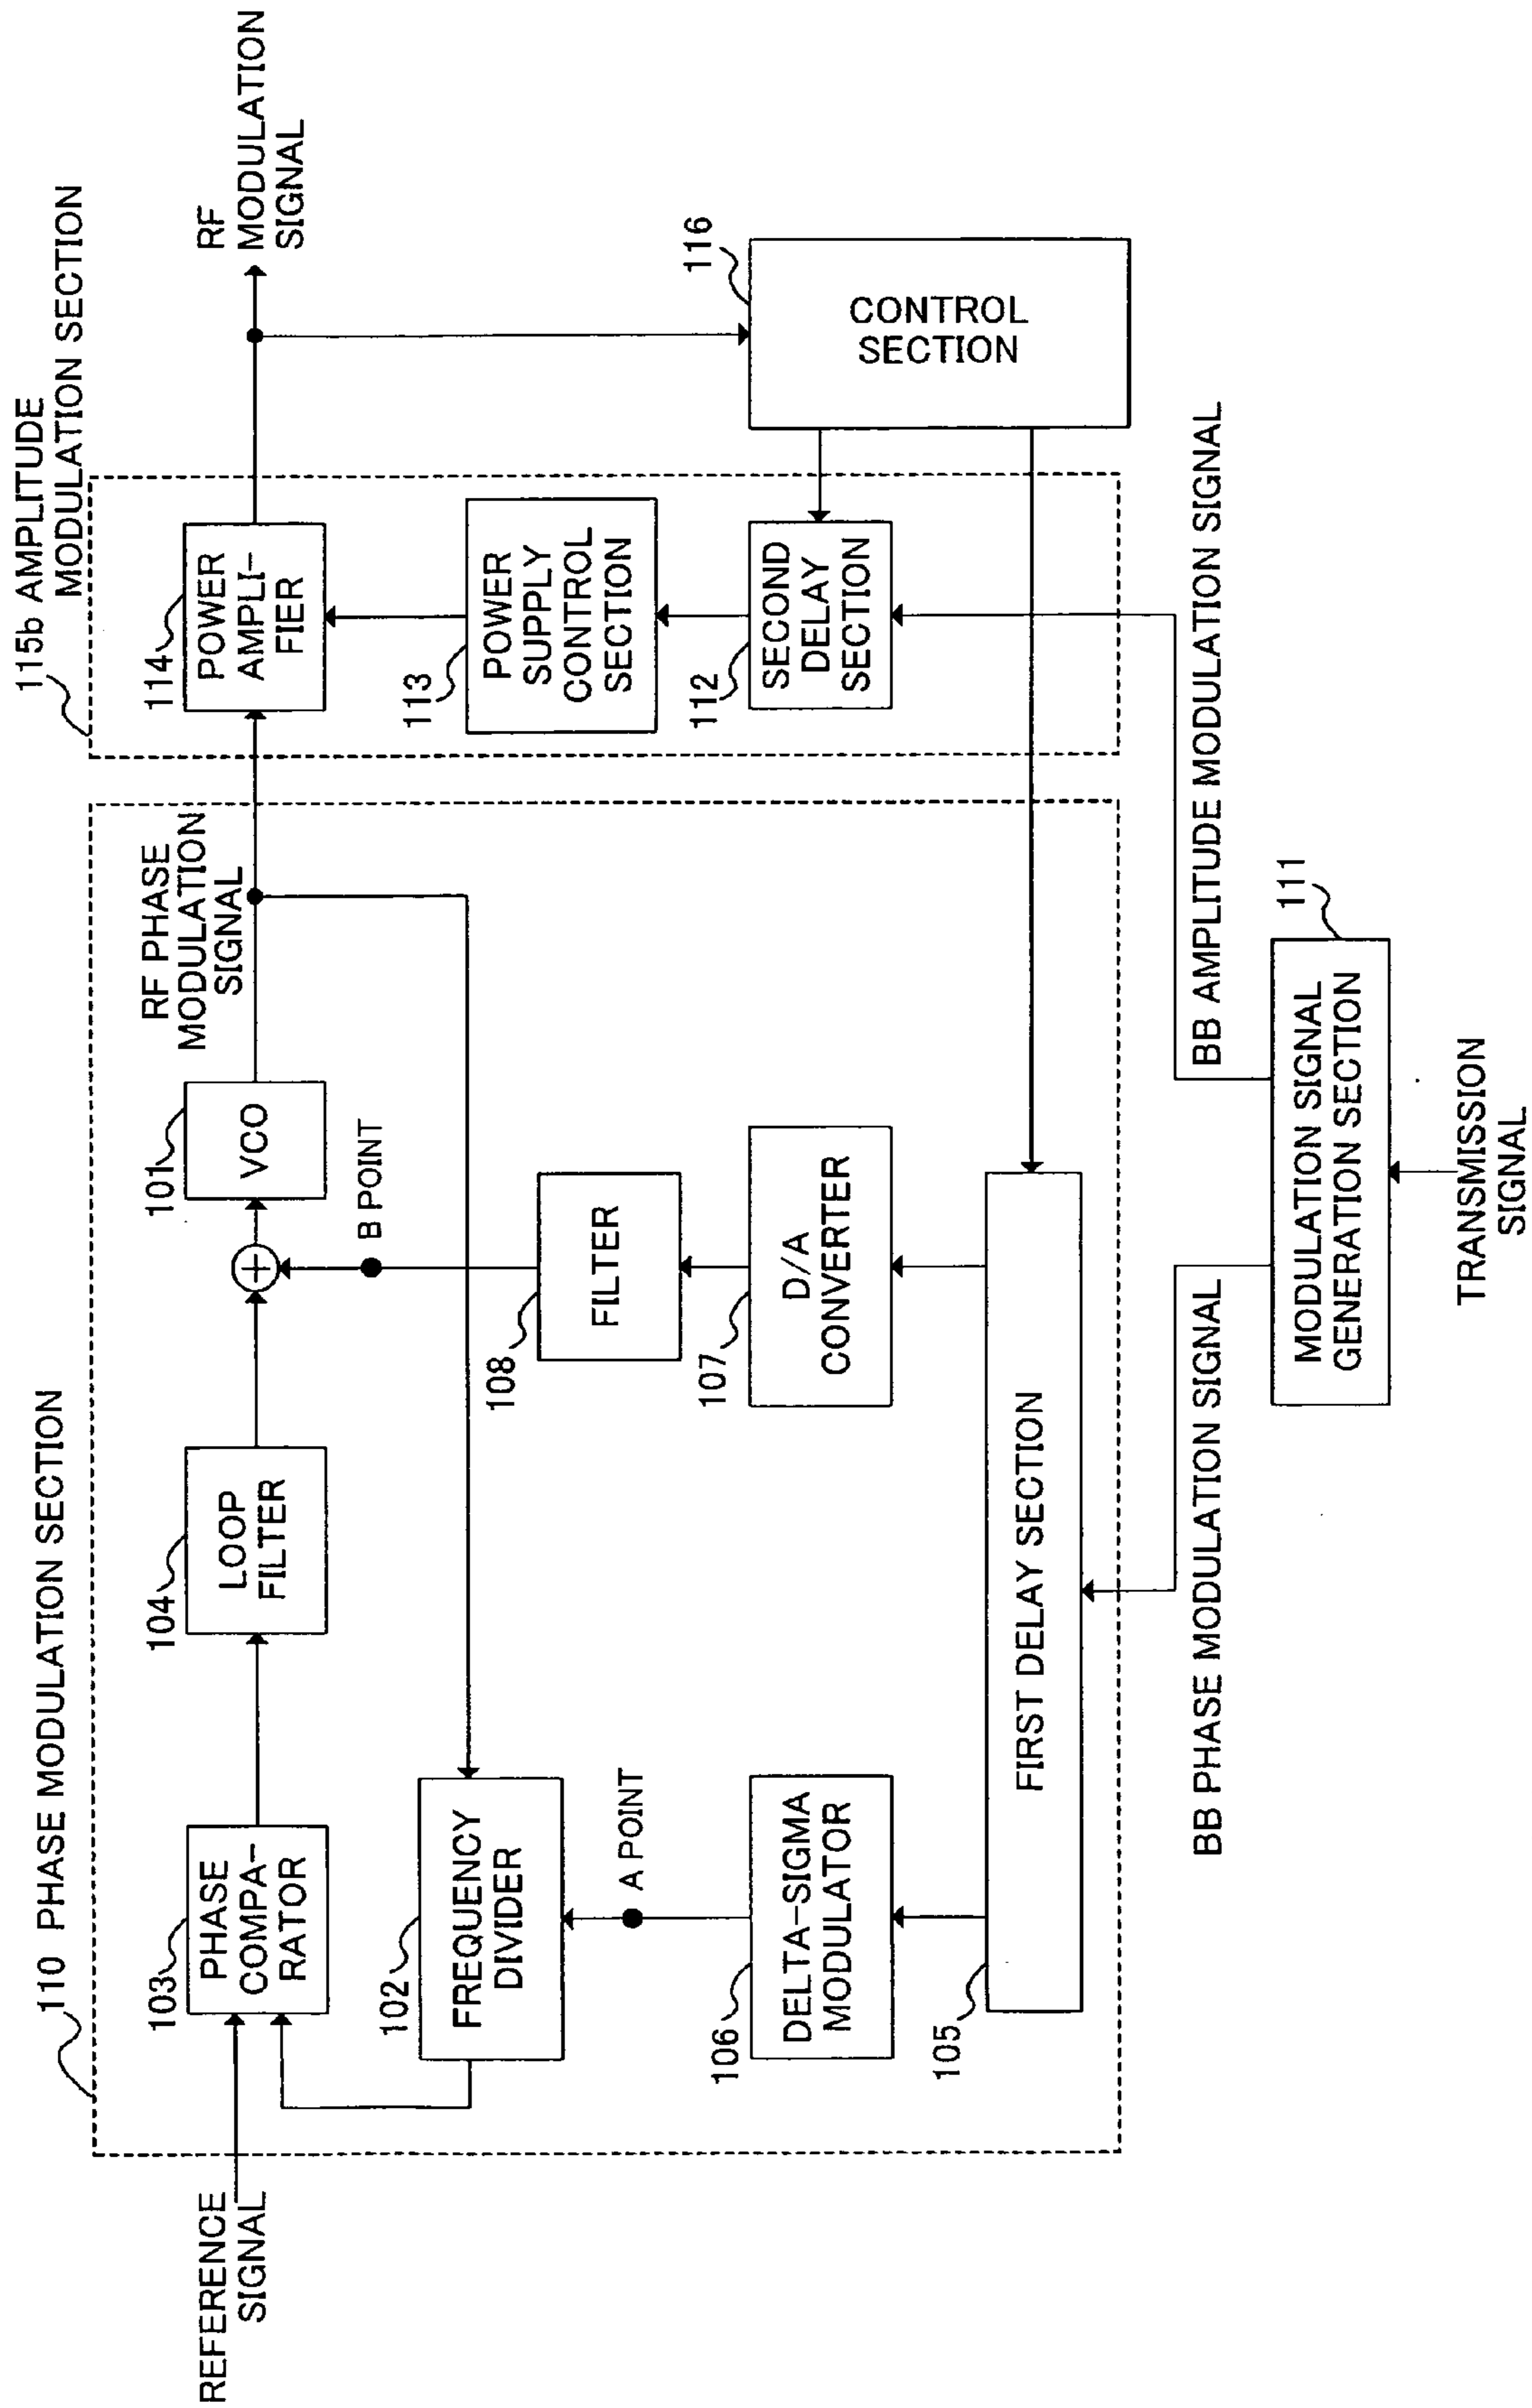 110 PHASE MODULATION SECTION
115b AMPLITUDE
MODULATION SECTION
REFERENCE
SIGNAL
103
PHASE
COMPA-
RATOR
104
LOOP
FILTER
101
VCO
RF PHASE
MODULATION
SIGNAL
114
POWER
AMPLI-
FIER
RF
MODULATION
SIGNAL
102
FREQUENCY
DIVIDER
B POINT
113
POWER
SUPPLY
CONTROL
SECTION
A POINT
108
FILTER
106
DELTA-SIGMA
MODULATOR
107
D/A
CONVERTER
112
SECOND
DELAY
SECTION
116
CONTROL
SECTION
105
FIRST DELAY SECTION
BB PHASE MODULATION SIGNAL
BB AMPLITUDE MODULATION SIGNAL
111
MODULATION SIGNAL
GENERATION SECTION
TRANSMISSION
SIGNAL